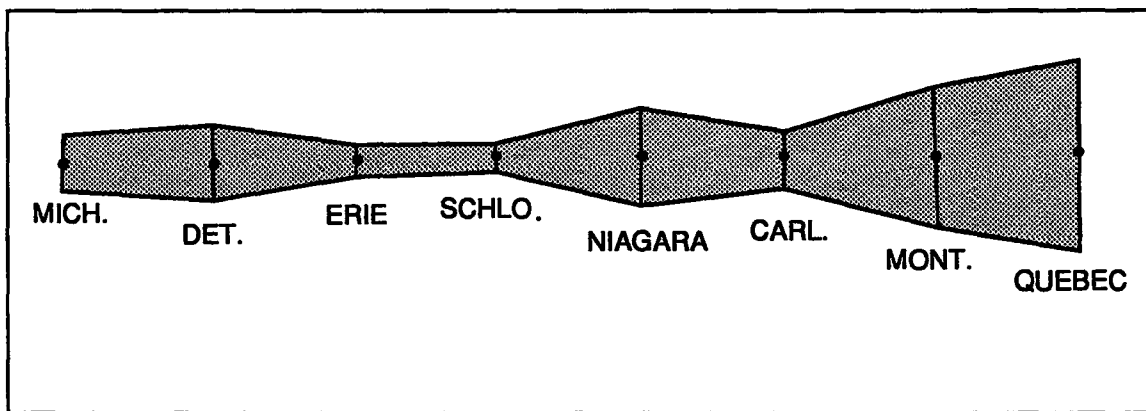 MICH.
DET.
ERIE
SCHLO.
NIAGARA
CARL.
MONT.
QUEBEC